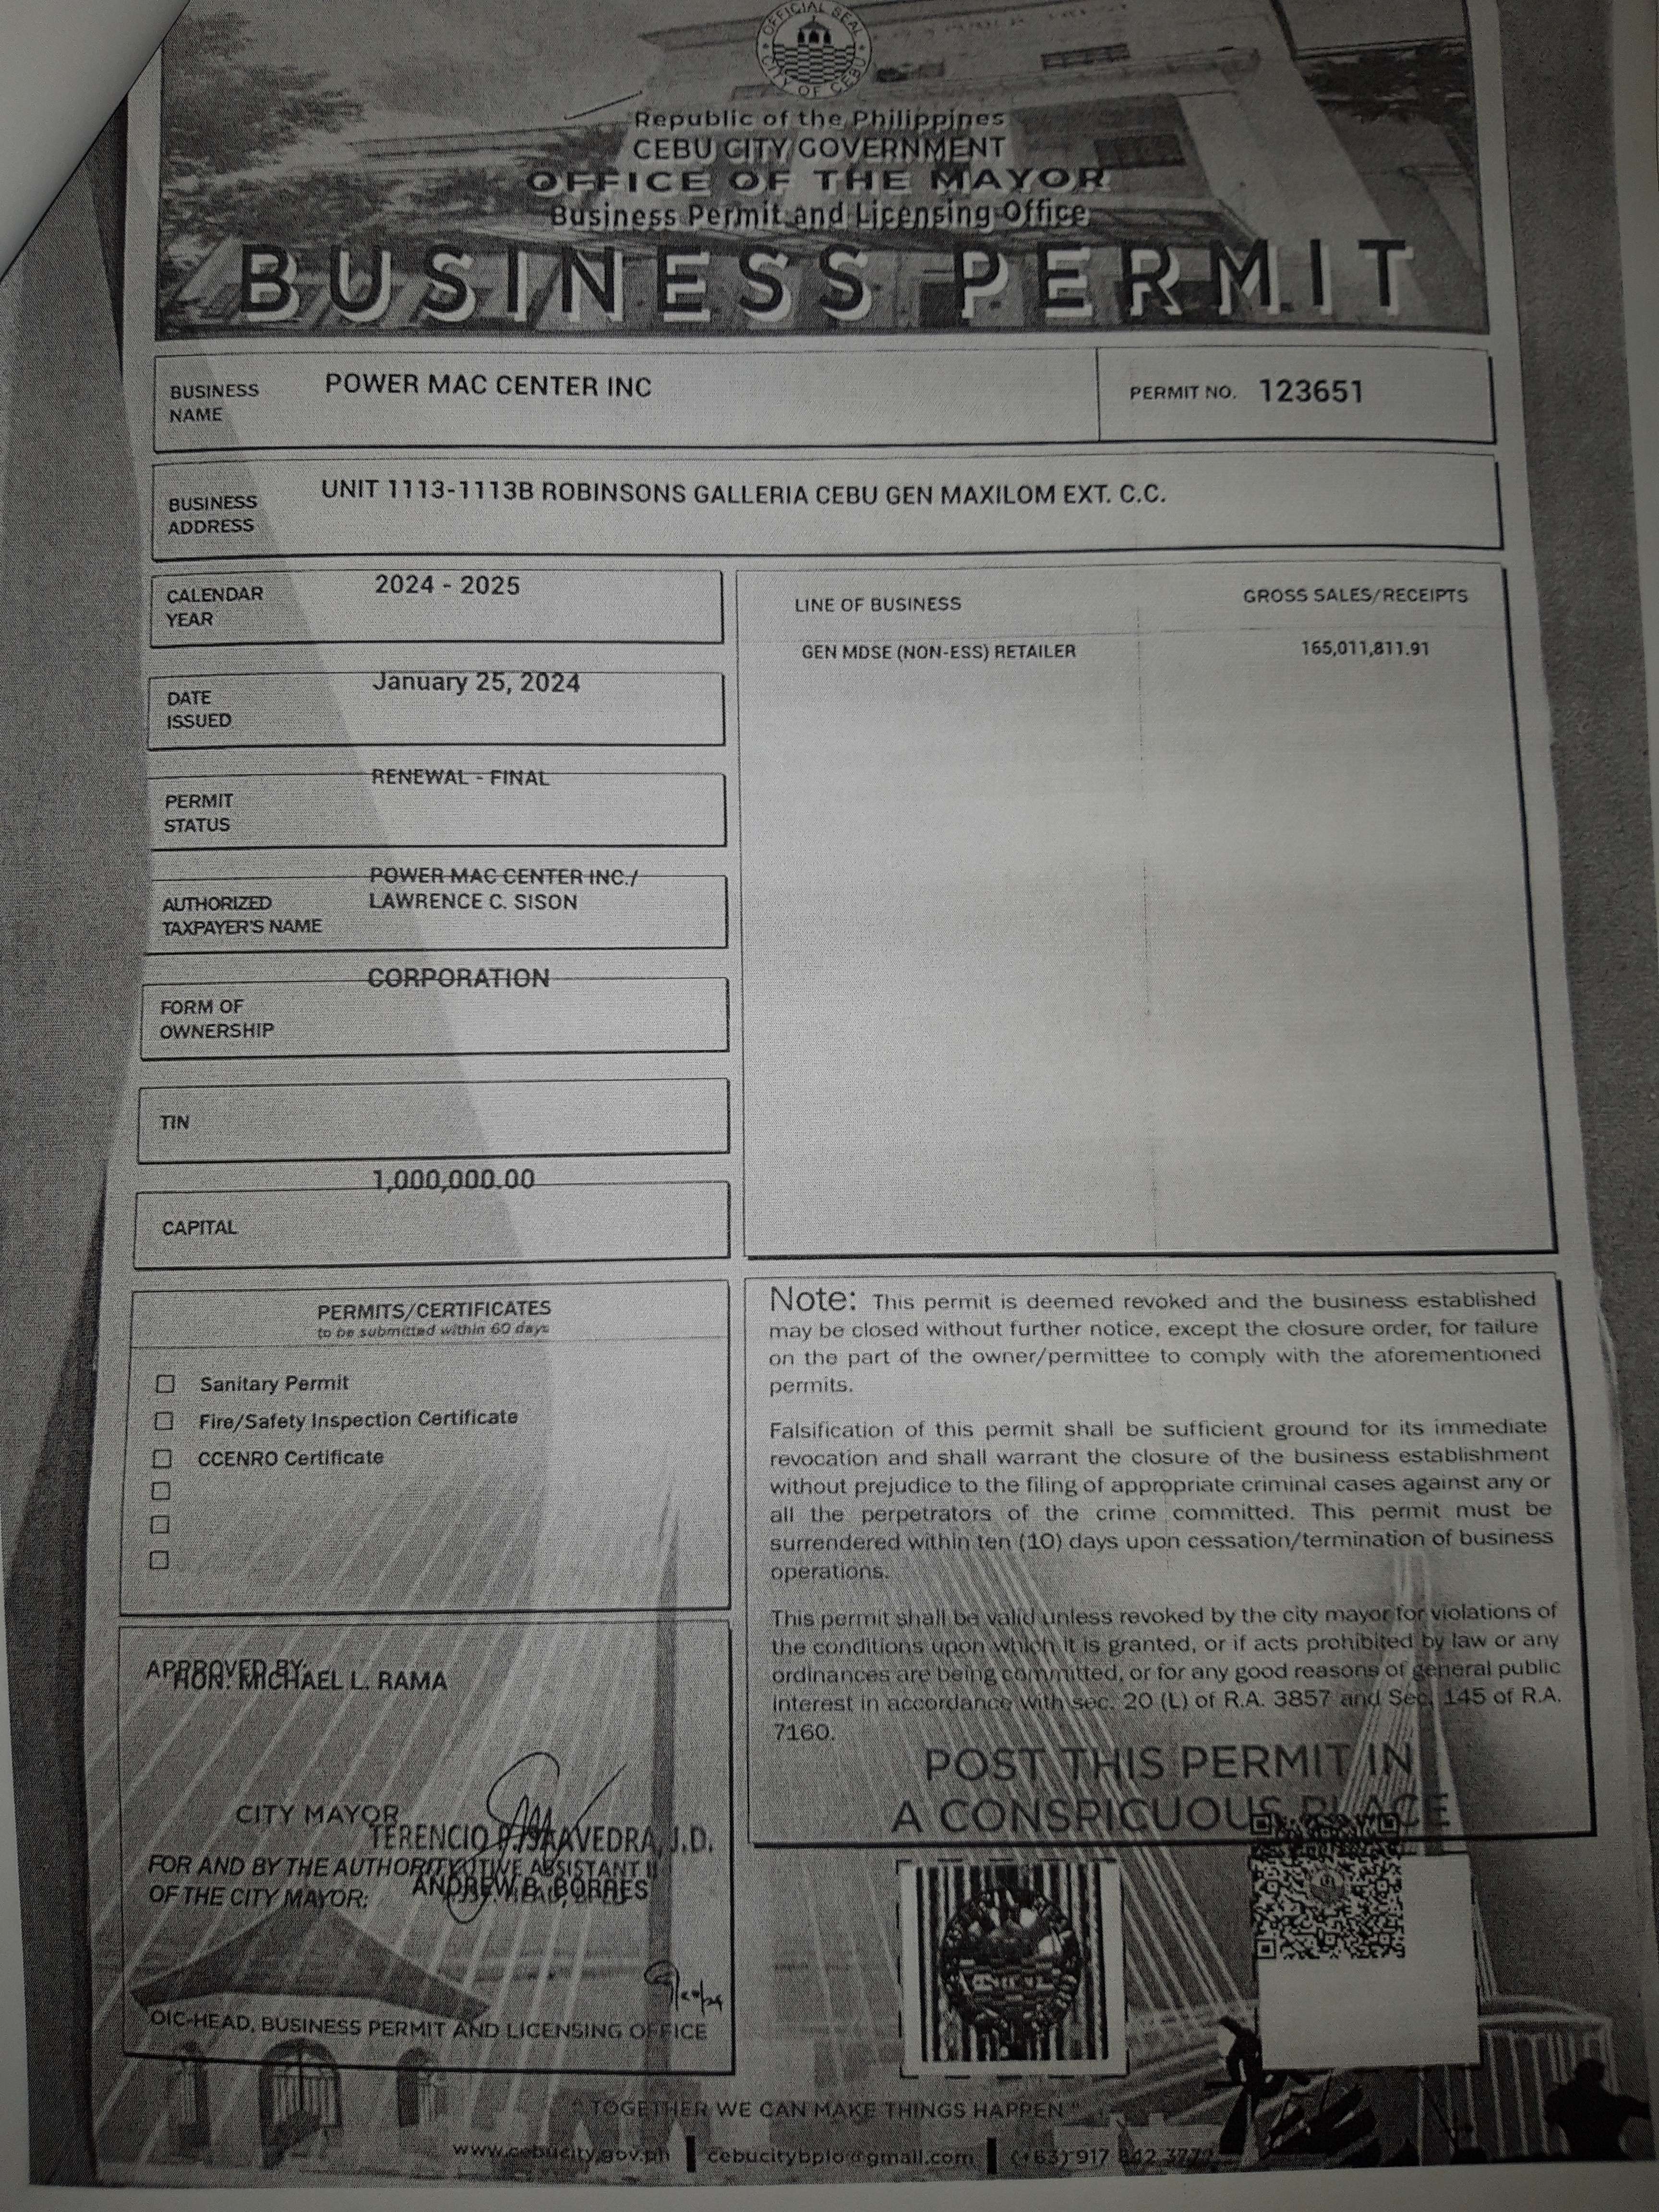 OFFICIAL SEAL
CITY OF CEBU
Republic of the Philippines
CEBU CITY GOVERNMENT
OFFICE OF THE MAYOR
Business Permit and Licensing Office
BUSINESS PERMIT
BUSINESS NAME POWER MAC CENTER INC
PERMIT NO. 123651
BUSINESS ADDRESS UNIT 1113-1113B ROBINSONS GALLERIA CEBU GEN MAXILOM EXT. C.C.
CALENDAR YEAR 2024 - 2025
DATE ISSUED January 25, 2024
PERMIT STATUS RENEWAL - FINAL
AUTHORIZED TAXPAYER'S NAME POWER MAC CENTER INC./
LAWRENCE C. SISON
FORM OF OWNERSHIP CORPORATION
TIN
CAPITAL 1,000,000.00
LINE OF BUSINESS GROSS SALES/RECEIPTS
GEN MDSE (NON-ESS) RETAILER 165,011,811.91
PERMITS/CERTIFICATES
to be submitted within 60 days
Sanitary Permit
Fire/Safety Inspection Certificate
CCENRO Certificate
Note: This permit is deemed revoked and the business established
may be closed without further notice, except the closure order, for failure
on the part of the owner/permittee to comply with the aforementioned
permits.
Falsification of this permit shall be sufficient ground for its immediate
revocation and shall warrant the closure of the business establishment
without prejudice to the filing of appropriate criminal cases against any or
all the perpetrators of the crime committed. This permit must be
surrendered within ten (10) days upon cessation/termination of business
operations.
This permit shall be valid unless revoked by the city mayor for violations of
the conditions upon which it is granted, or if acts prohibited by law or any
ordinances are being committed, or for any good reasons of general public
interest in accordance with sec. 20 (L) of R.A. 3857 and Sec. 145 of R.A.
7160.
POST THIS PERMIT IN
A CONSPICUOUS PLACE
APPROVED BY:
HON. MICHAEL L. RAMA
CITY MAYOR
TERENCIO SAAVEDRA, J.D.
FOR AND BY THE AUTHORITY
ASSISTANT II
OF THE CITY MAYOR:
ANDREW B. BORRES
OIC-HEAD, BUSINESS PERMIT AND LICENSING OFFICE
"TOGETHER WE CAN MAKE THINGS HAPPEN"
www.cebucity.gov.ph | cebucitybplo@gmail.com | (+63) 917